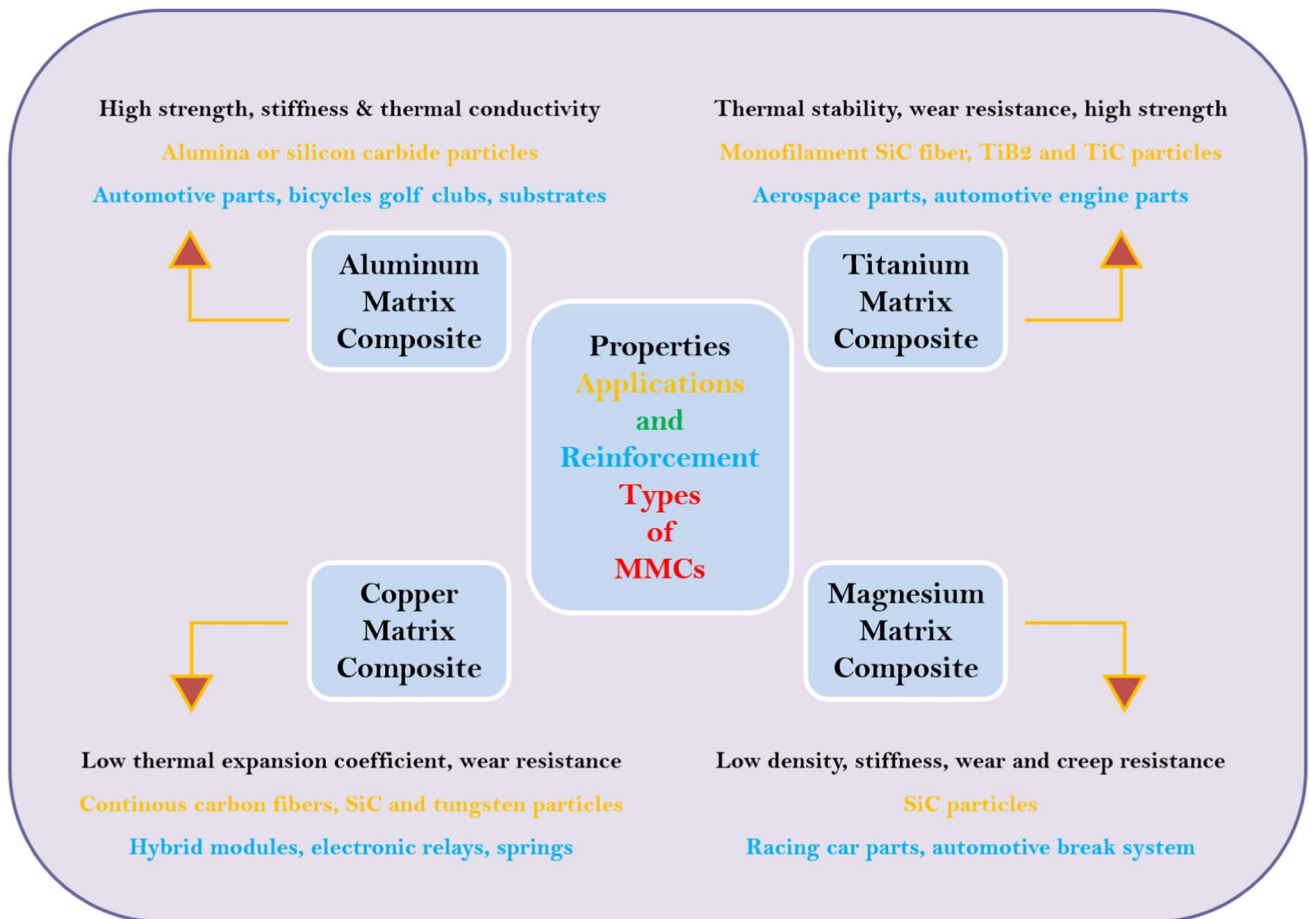 High strength, stiffness & thermal conductivity
Alumina or silicon carbide particles
Automotive parts, bicycles golf clubs, substrates
Thermal stability, wear resistance, high strength
Monofilament SiC fiber, TiB2 and TiC particles
Aerospace parts, automotive engine parts
Aluminum
Matrix
Composite
Titanium
Matrix
Composite
Properties
Applications
and
Reinforcement
Types
of
MMCs
Copper
Matrix
Composite
Magnesium
Matrix
Composite
Low thermal expansion coefficient, wear resistance
Continous carbon fibers, SiC and tungsten particles
Hybrid modules, electronic relays, springs
Low density, stiffness, wear and creep resistance
SiC particles
Racing car parts, automotive break system